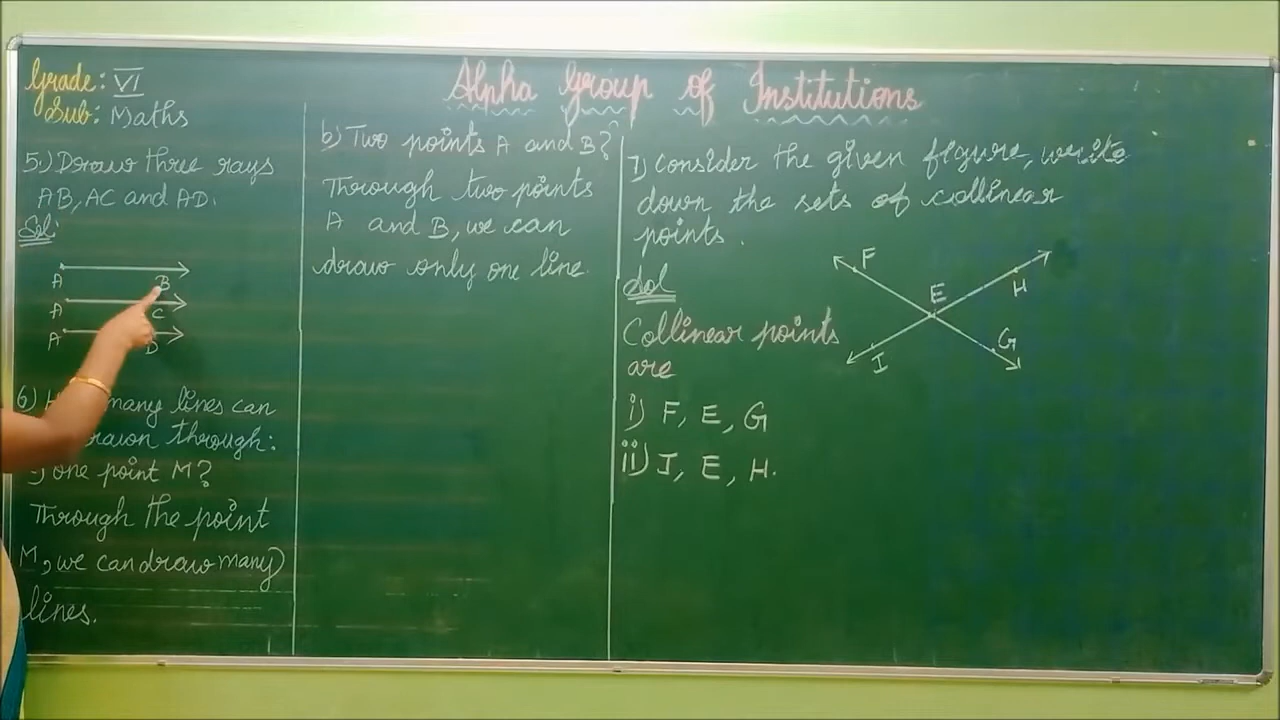 Alpha Group of Institutions
Grade: VI
Sub: Maths
5) Draw three rays
AB, AC and AD.
Sol:
A B
A C
A D
6) many lines can
through:
one point M?
Through the point
M, we can draw many
lines.
b) Two points A and B?
Through two points
A and B, we can
draw only one line.
7) Consider the given figure, write
down the sets of collinear
points.
Sol
F
H
E
I
G
Collinear points
are
i) F, E, G
ii) I, E, H.